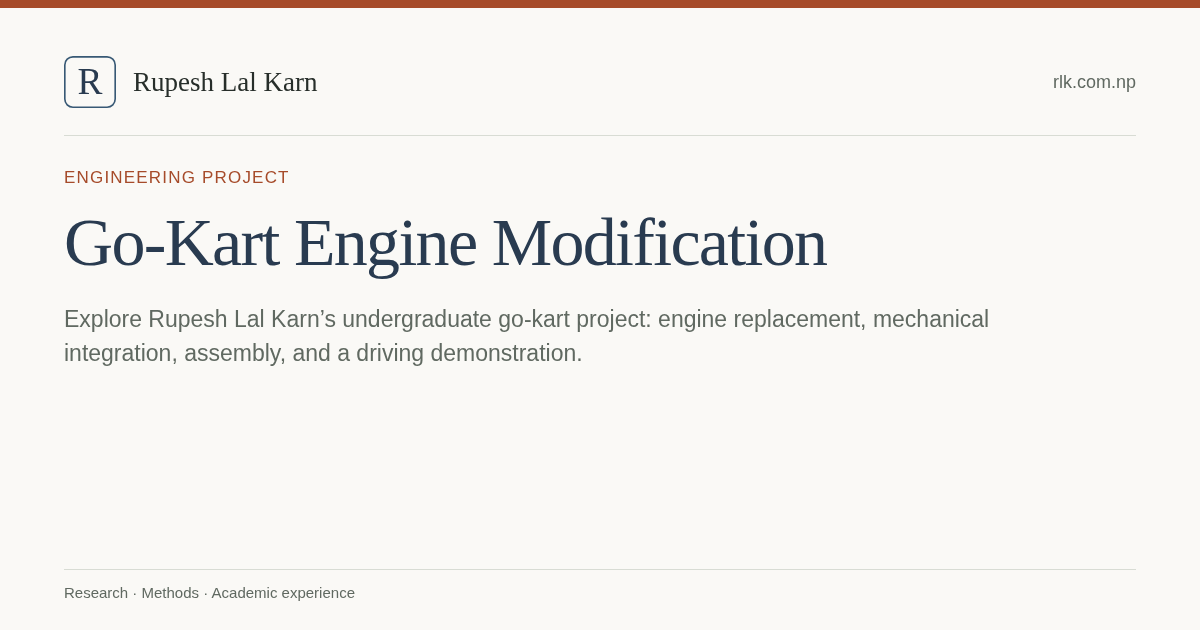 R
Rupesh Lal Karn
rlk.com.np
ENGINEERING PROJECT
Go-Kart Engine Modification
Explore Rupesh Lal Karn’s undergraduate go-kart project: engine replacement, mechanical
integration, assembly, and a driving demonstration.
Research · Methods · Academic experience